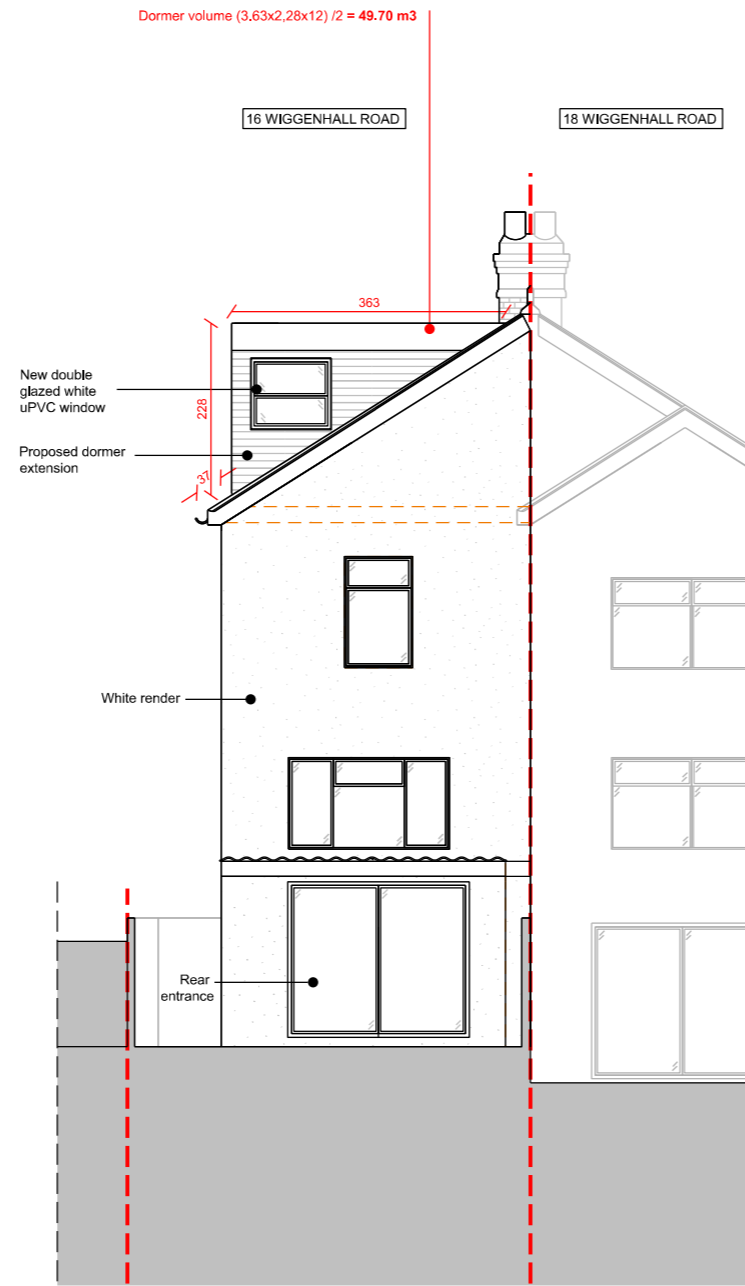 Dormer volume (3.63x2,28x12) /2 = 49.70 m3
16 WIGGENHALL ROAD
18 WIGGENHALL ROAD
363
New double
glazed white
uPVC window
228
Proposed dormer
extension
37
White render
Rear
entrance